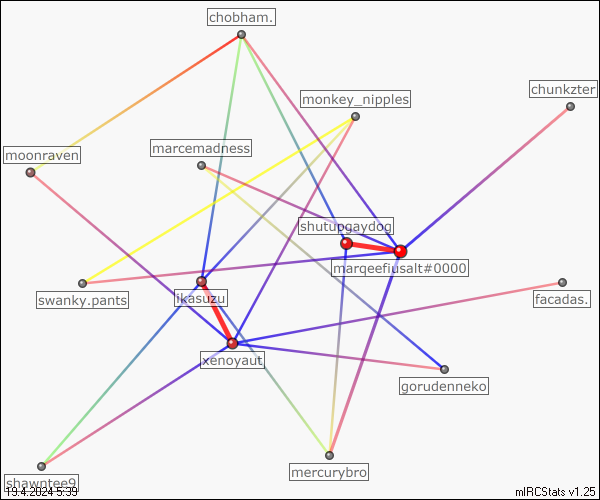 chobham.
chunkzter
monkey_nipples
marcemadness
moonraven
shutupgaydog
marqeefiusalt#0000
swanky.pants
ikasuzu
facadas.
xenoyaut
gorudenneko
mercurybro
shawntee9
19.4.2024 5:39
mIRCStats v1.25